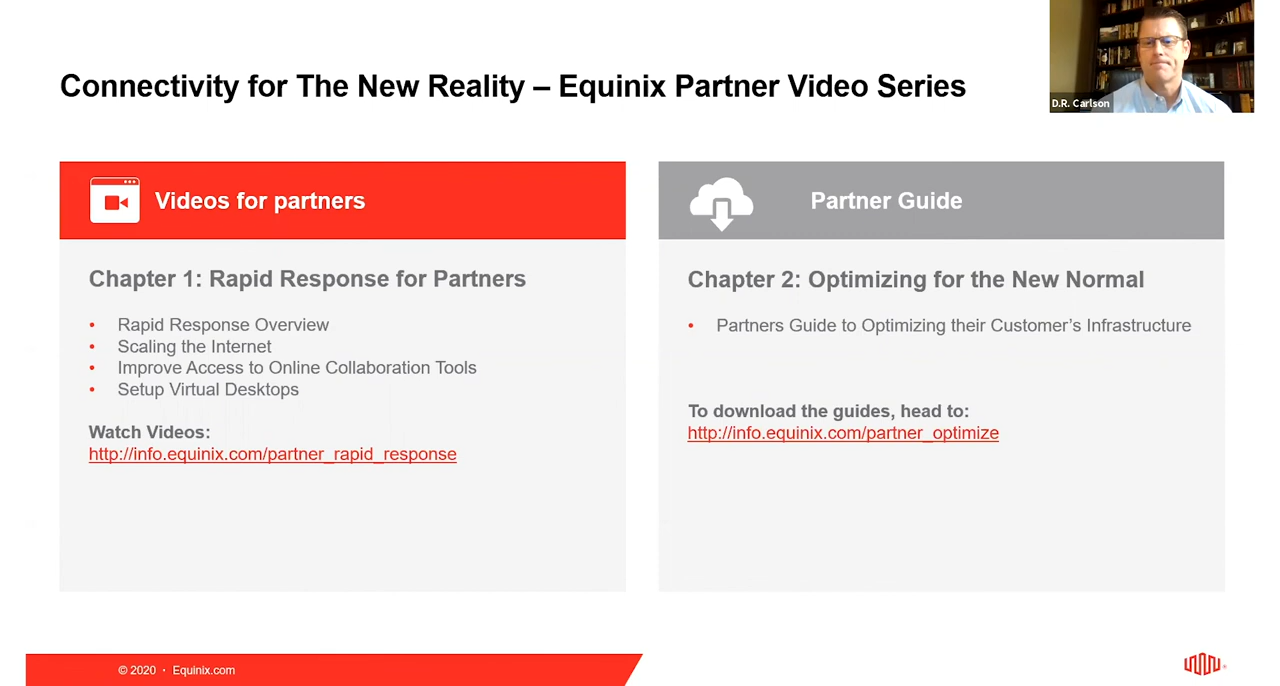 Connectivity for The New Reality – Equinix Partner Video Series
D.R. Carlson
Videos for partners
Chapter 1: Rapid Response for Partners
• Rapid Response Overview
• Scaling the Internet
• Improve Access to Online Collaboration Tools
• Setup Virtual Desktops
Watch Videos:
http://info.equinix.com/partner_rapid_response
Partner Guide
Chapter 2: Optimizing for the New Normal
• Partners Guide to Optimizing their Customer's Infrastructure
To download the guides, head to:
http://info.equinix.com/partner_optimize
© 2020 · Equinix.com